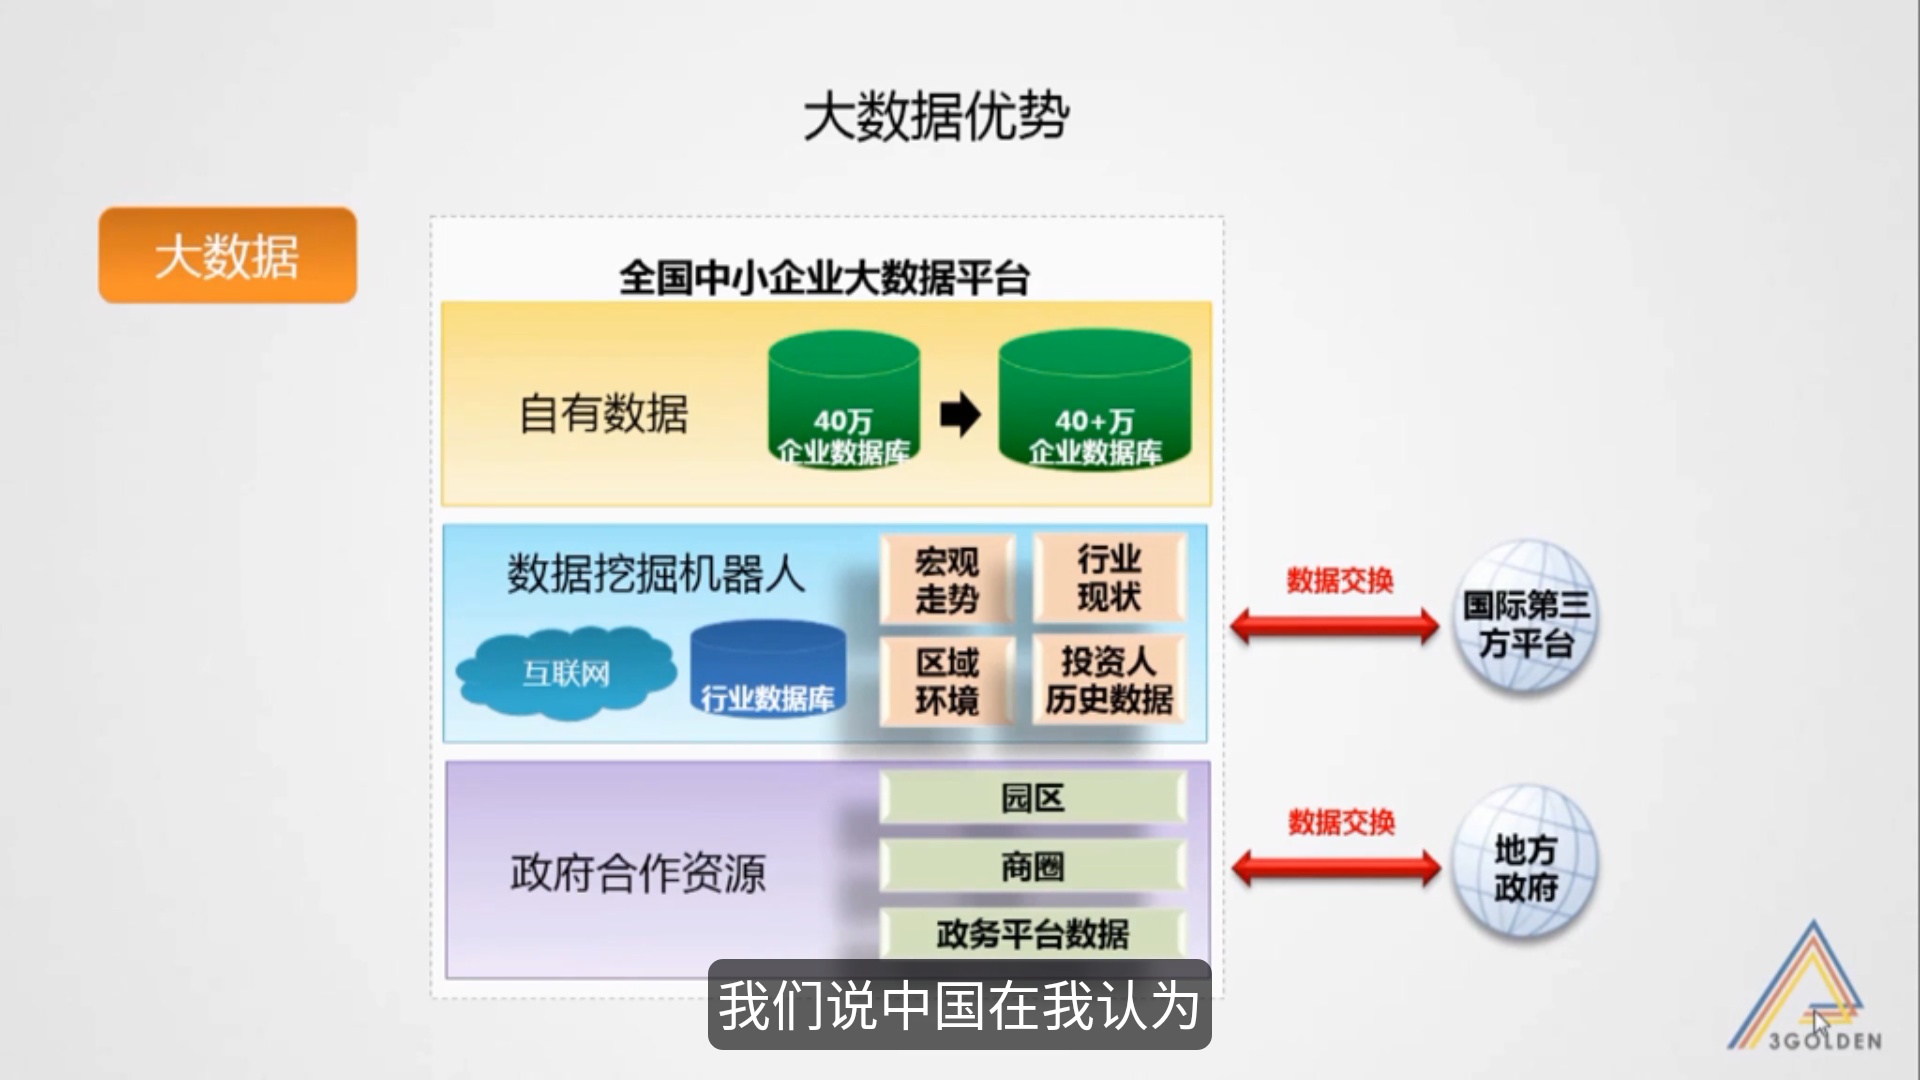 大数据优势
大数据
全国中小企业大数据平台
自有数据
40万
企业数据库
40+万
企业数据库
数据挖掘机器人
互联网
行业数据库
宏观
走势
行业
现状
区域
环境
投资人
历史数据
数据交换
国际第三
方平台
政府合作资源
园区
商圈
政务平台数据
数据交换
地方
政府
我们说中国在我认为
3GOLDEN